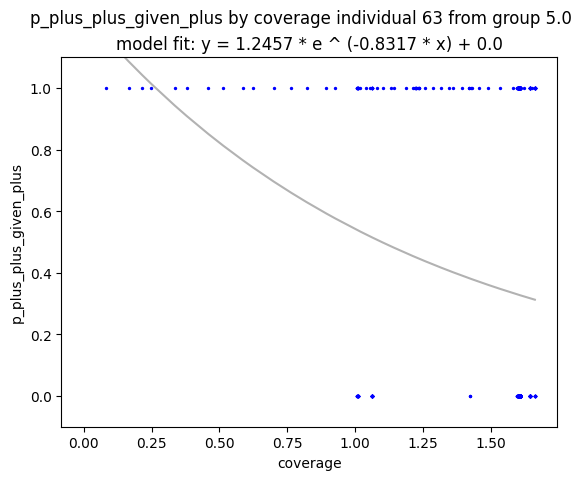 p_plus_plus_given_plus by coverage individual 63 from group 5.0
model fit: y = 1.2457 * e ^ (-0.8317 * x) + 0.0
1.0
0.8
0.6
0.4
0.2
0.0
p_plus_plus_given_plus
0.00 0.25 0.50 0.75 1.00 1.25 1.50
coverage